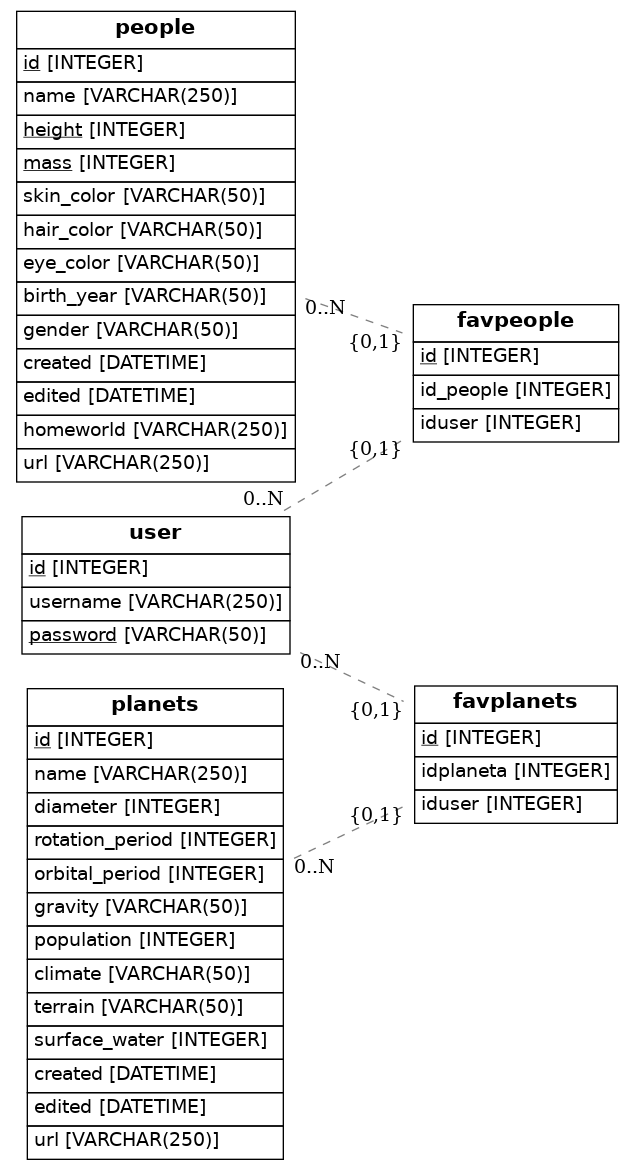 people
id [INTEGER]
name [VARCHAR(250)]
height [INTEGER]
mass [INTEGER]
skin_color [VARCHAR(50)]
hair_color [VARCHAR(50)]
eye_color [VARCHAR(50)]
birth_year [VARCHAR(50)]
gender [VARCHAR(50)]
created [DATETIME]
edited [DATETIME]
homeworld [VARCHAR(250)]
url [VARCHAR(250)]
0..N
{0,1}
favpeople
id [INTEGER]
id_people [INTEGER]
iduser [INTEGER]
{0,1}
0..N
user
id [INTEGER]
username [VARCHAR(250)]
password [VARCHAR(50)]
0..N
{0,1}
favplanets
id [INTEGER]
idplaneta [INTEGER]
iduser [INTEGER]
{0,1}
0..N
planets
id [INTEGER]
name [VARCHAR(250)]
diameter [INTEGER]
rotation_period [INTEGER]
orbital_period [INTEGER]
gravity [VARCHAR(50)]
population [INTEGER]
climate [VARCHAR(50)]
terrain [VARCHAR(50)]
surface_water [INTEGER]
created [DATETIME]
edited [DATETIME]
url [VARCHAR(250)]